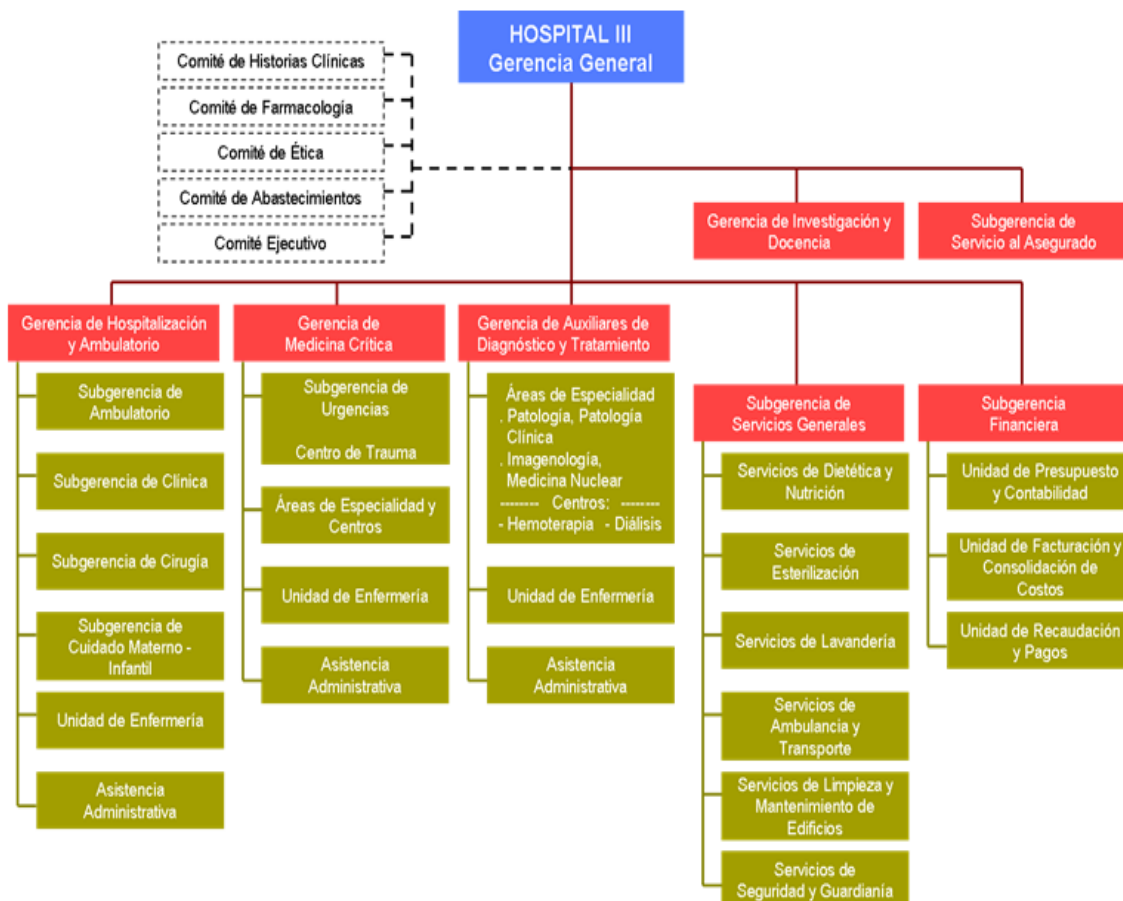 HOSPITAL III
Gerencia General
Comité de Historias Clínicas
Comité de Farmacología
Comité de Ética
Comité de Abastecimientos
Comité Ejecutivo
Gerencia de Investigación y
Docencia
Subgerencia de
Servicio al Asegurado
Gerencia de Hospitalización
y Ambulatorio
Subgerencia de
Ambulatorio
Subgerencia de Clínica
Subgerencia de Cirugía
Subgerencia de
Cuidado Materno -
Infantil
Unidad de Enfermería
Asistencia
Administrativa
Gerencia de
Medicina Crítica
Subgerencia de
Urgencias
Centro de Trauma
Áreas de Especialidad y
Centros
Unidad de Enfermería
Asistencia
Administrativa
Gerencia de Auxiliares de
Diagnóstico y Tratamiento
Áreas de Especialidad
. Patología, Patología
Clínica
. Imagenología,
Medicina Nuclear
-------- Centros: --------
- Hemoterapia - Diálisis
Unidad de Enfermería
Asistencia
Administrativa
Subgerencia de
Servicios Generales
Servicios de Dietética y
Nutrición
Servicios de
Esterilización
Servicios de Lavandería
Servicios de
Ambulancia y
Transporte
Servicios de Limpieza y
Mantenimiento de
Edificios
Servicios de
Seguridad y Guardianía
Subgerencia
Financiera
Unidad de Presupuesto
y Contabilidad
Unidad de Facturación y
Consolidación de
Costos
Unidad de Recaudación
y Pagos